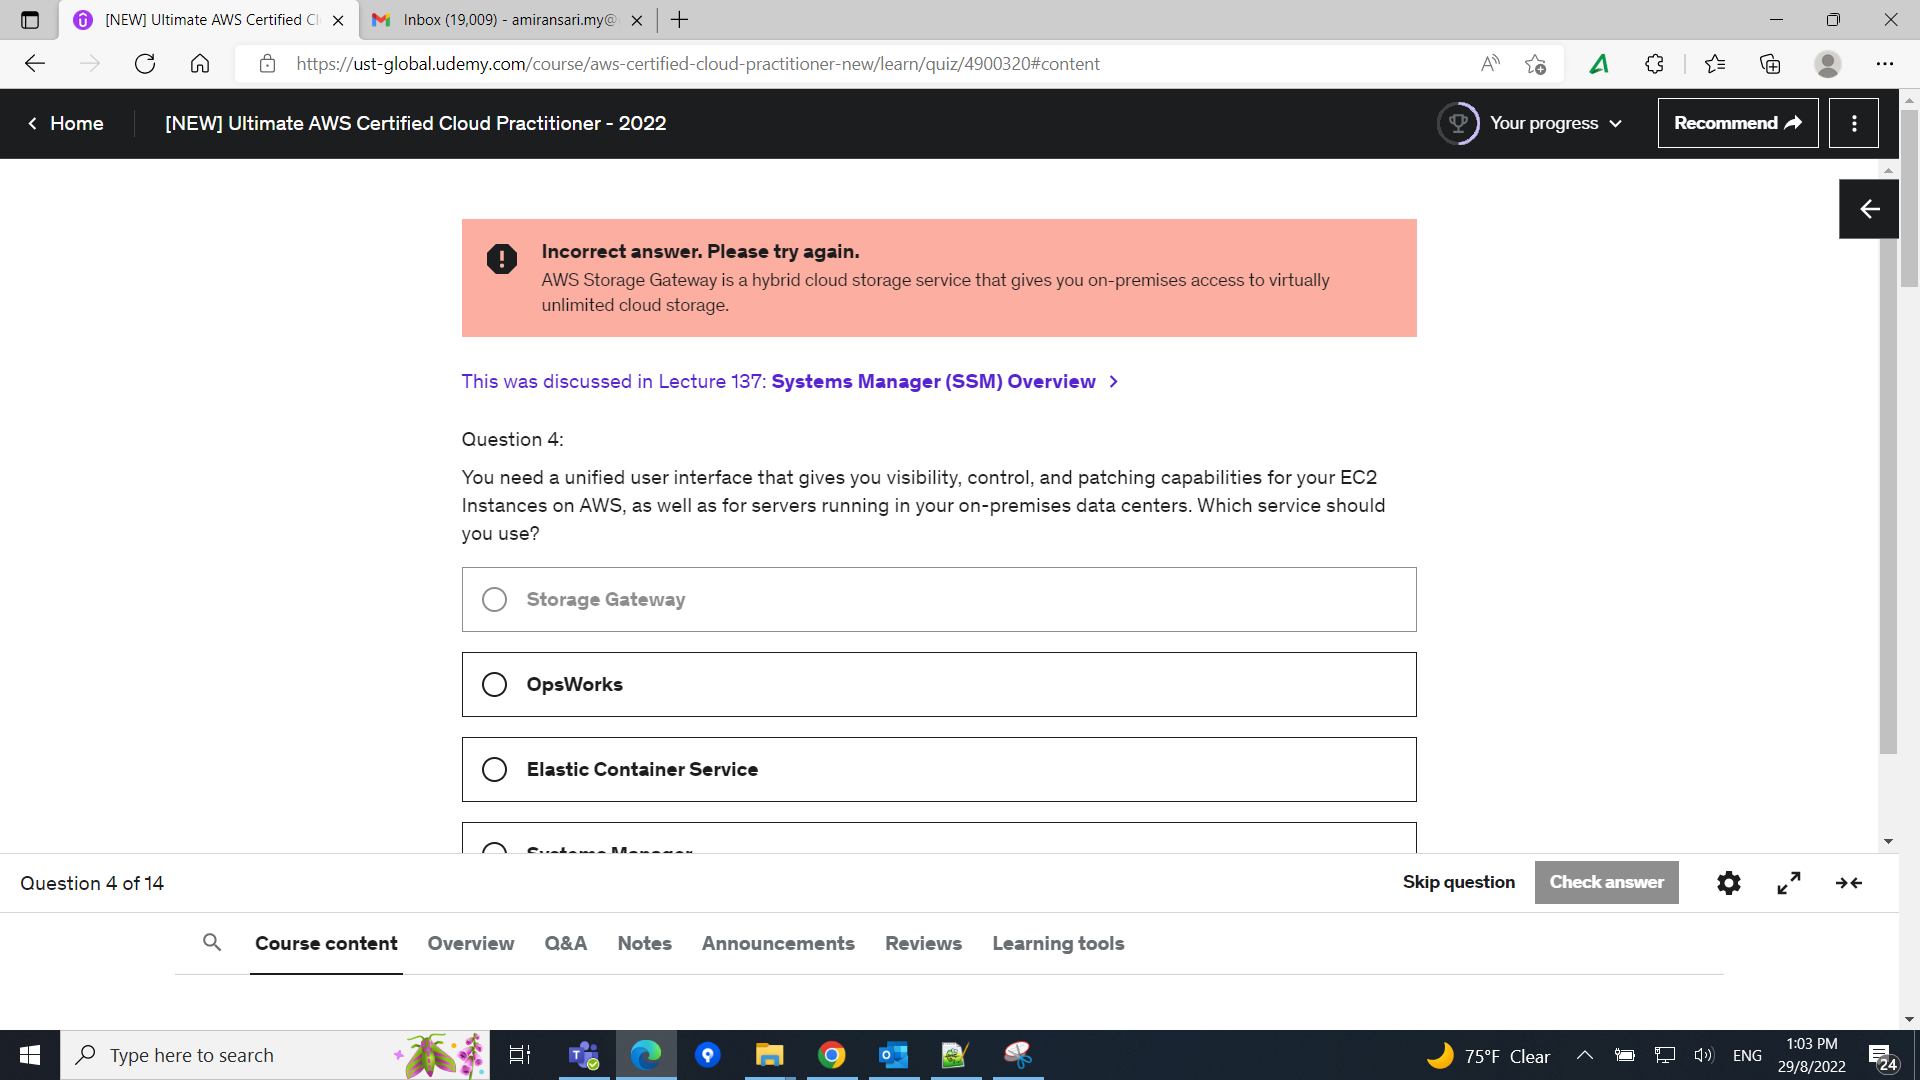 [NEW] Ultimate AWS Certified Cl
Inbox (19,009) - amiransari.my@
https://ust-global.udemy.com/course/aws-certified-cloud-practitioner-new/learn/quiz/4900320#content
Home
[NEW] Ultimate AWS Certified Cloud Practitioner - 2022
Your progress
Recommend
Incorrect answer. Please try again.
AWS Storage Gateway is a hybrid cloud storage service that gives you on-premises access to virtually
unlimited cloud storage.
This was discussed in Lecture 137: Systems Manager (SSM) Overview
Question 4:
You need a unified user interface that gives you visibility, control, and patching capabilities for your EC2
Instances on AWS, as well as for servers running in your on-premises data centers. Which service should
you use?
Storage Gateway
OpsWorks
Elastic Container Service
Systems Manager
Question 4 of 14
Skip question
Check answer
Course content
Overview
Q&A
Notes
Announcements
Reviews
Learning tools
Type here to search
75°F Clear
ENG
1:03 PM
29/8/2022
24